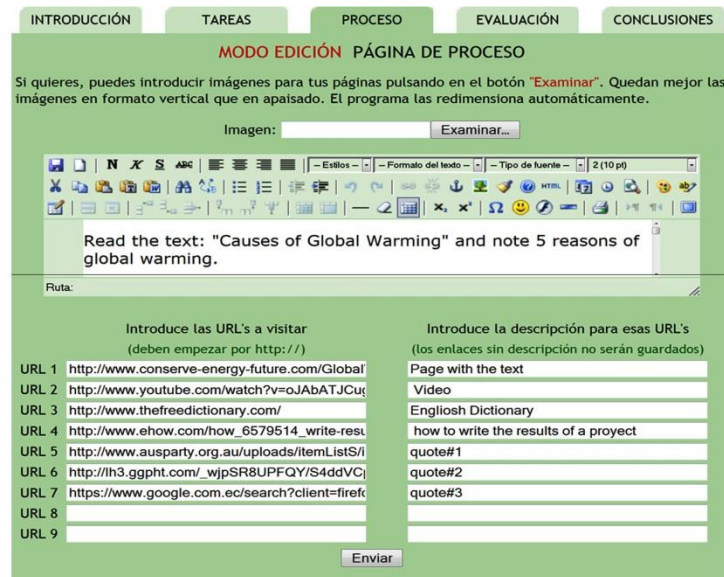 INTRODUCCIÓN TAREAS PROCESO EVALUACIÓN CONCLUSIONES
MODO EDICIÓN PÁGINA DE PROCESO
Si quieres, puedes introducir imágenes para tus páginas pulsando en el botón "Examinar". Quedan mejor las
imágenes en formato vertical que en apaisado. El programa las redimensiona automáticamente.
Imagen: Examinar...
N K S ABC -- Estilos -- -- Formato del texto -- -- Tipo de fuente -- 2 (10 pt)
HTML
Read the text: "Causes of Global Warming" and note 5 reasons of
global warming.
Ruta:
Introduce las URL's a visitar Introduce la descripción para esas URL's
(deben empezar por http://) (los enlaces sin descripción no serán guardados)
URL 1 http://www.conserve-energy-future.com/Global Page with the text
URL 2 http://www.youtube.com/watch?v=oJAbATJCug Video
URL 3 http://www.thefreedictionary.com/ Engliosh Dictionary
URL 4 http://www.ehow.com/how_6579514_write-resu how to write the results of a proyect
URL 5 http://www.ausparty.org.au/uploads/itemListS/i quote#1
URL 6 http://lh3.ggpht.com/_wjpSR8UPFQY/S4ddVCp quote#2
URL 7 https://www.google.com.ec/search?client=firefo quote#3
URL 8
URL 9
Enviar